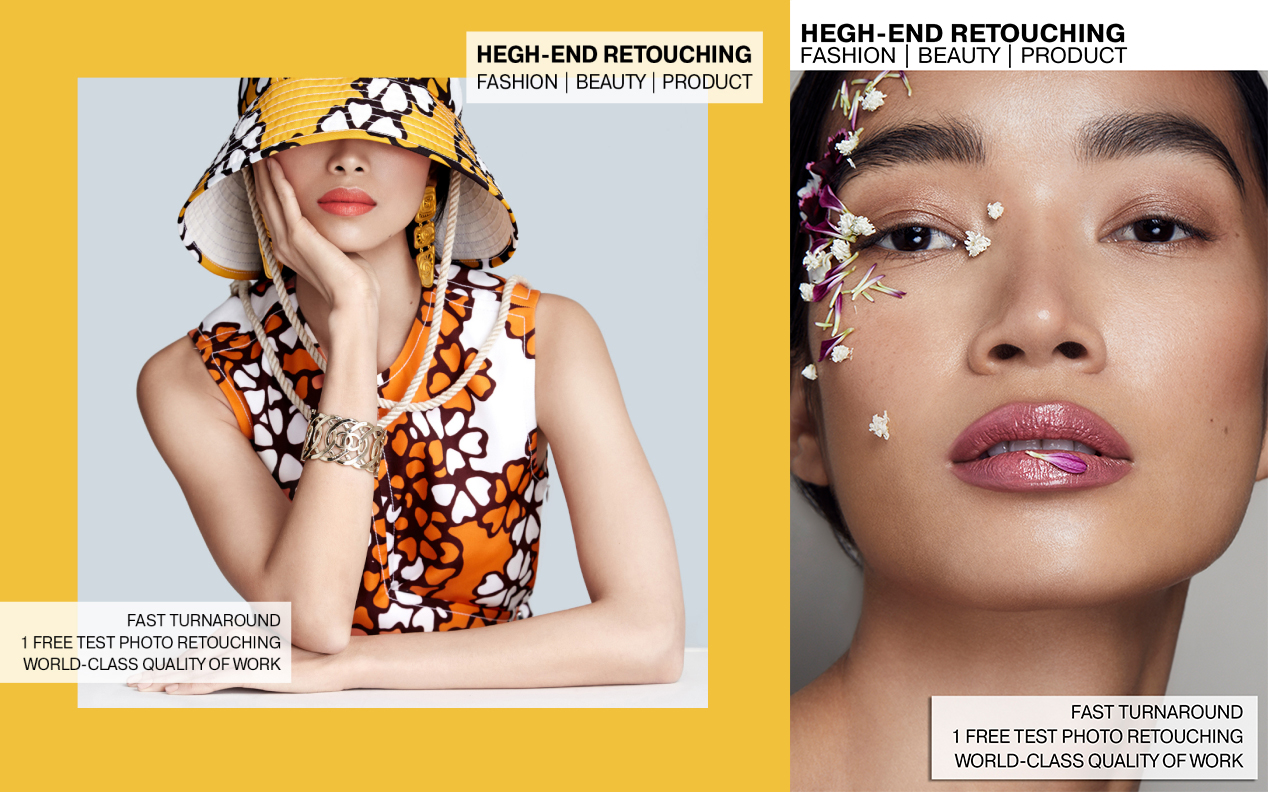 HEGH-END RETOUCHING
FASHION | BEAUTY | PRODUCT
FAST TURNAROUND
1 FREE TEST PHOTO RETOUCHING
WORLD-CLASS QUALITY OF WORK
HEGH-END RETOUCHING
FASHION | BEAUTY | PRODUCT
FAST TURNAROUND
1 FREE TEST PHOTO RETOUCHING
WORLD-CLASS QUALITY OF WORK